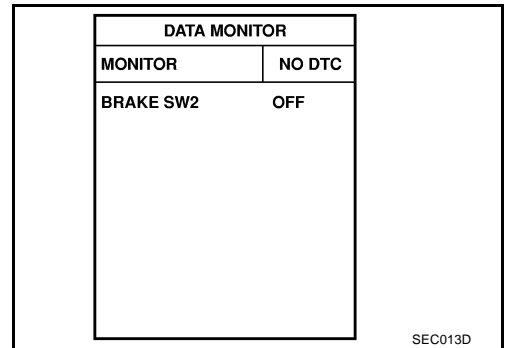 DATA MONITOR
MONITOR NO DTC
BRAKE SW2 OFF
SEC013D